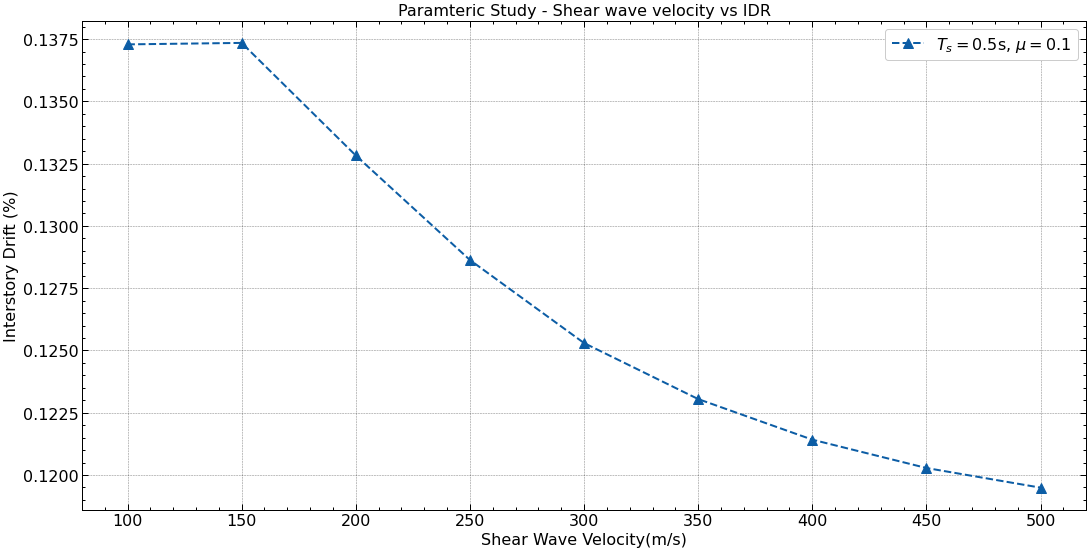 Paramteric Study - Shear wave velocity vs IDR
T_s = 0.5s, μ = 0.1
0.1375
0.1350
0.1325
0.1300
0.1275
0.1250
0.1225
0.1200
Interstory Drift (%)
100 150 200 250 300 350 400 450 500
Shear Wave Velocity(m/s)